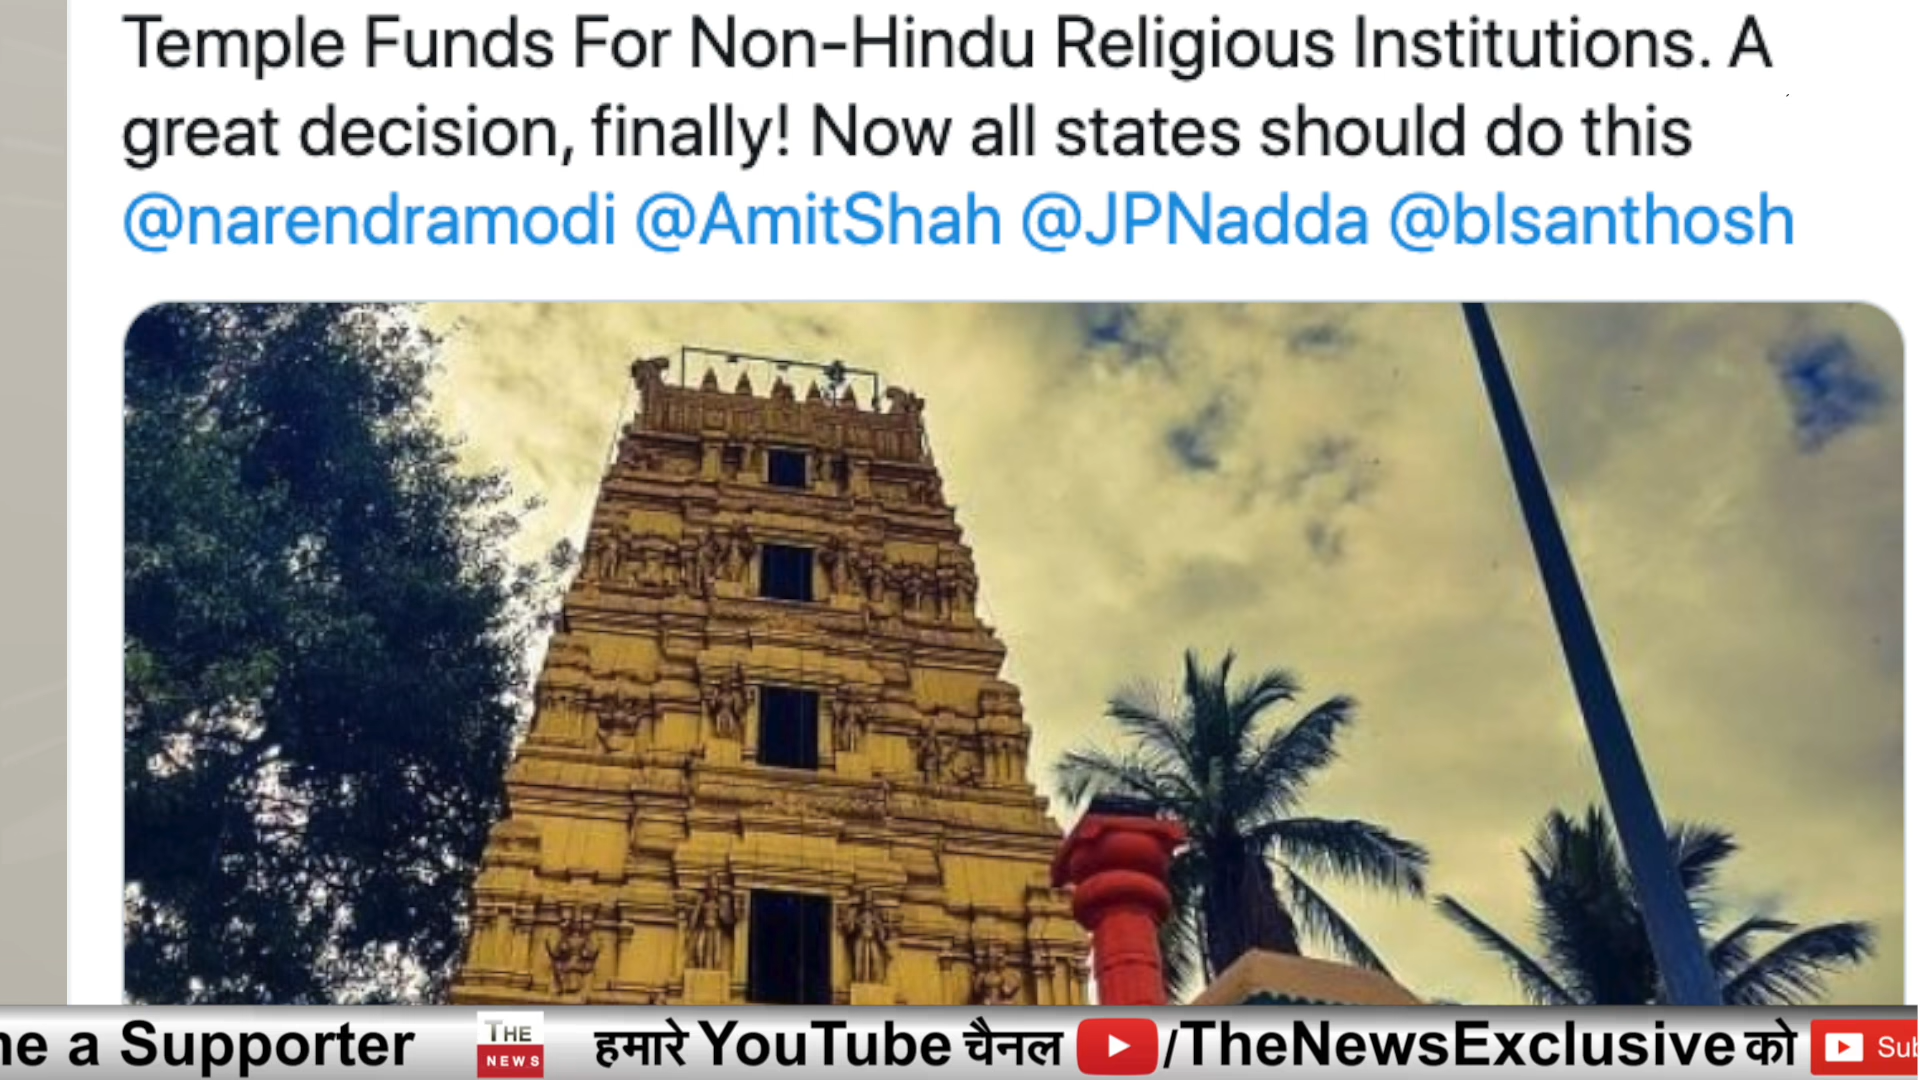 Temple Funds For Non-Hindu Religious Institutions. A
great decision, finally! Now all states should do this
@narendramodi @AmitShah @JPNadda @blsanthosh
me a Supporter THE NEWS हमारे YouTube चैनल /TheNewsExclusive को